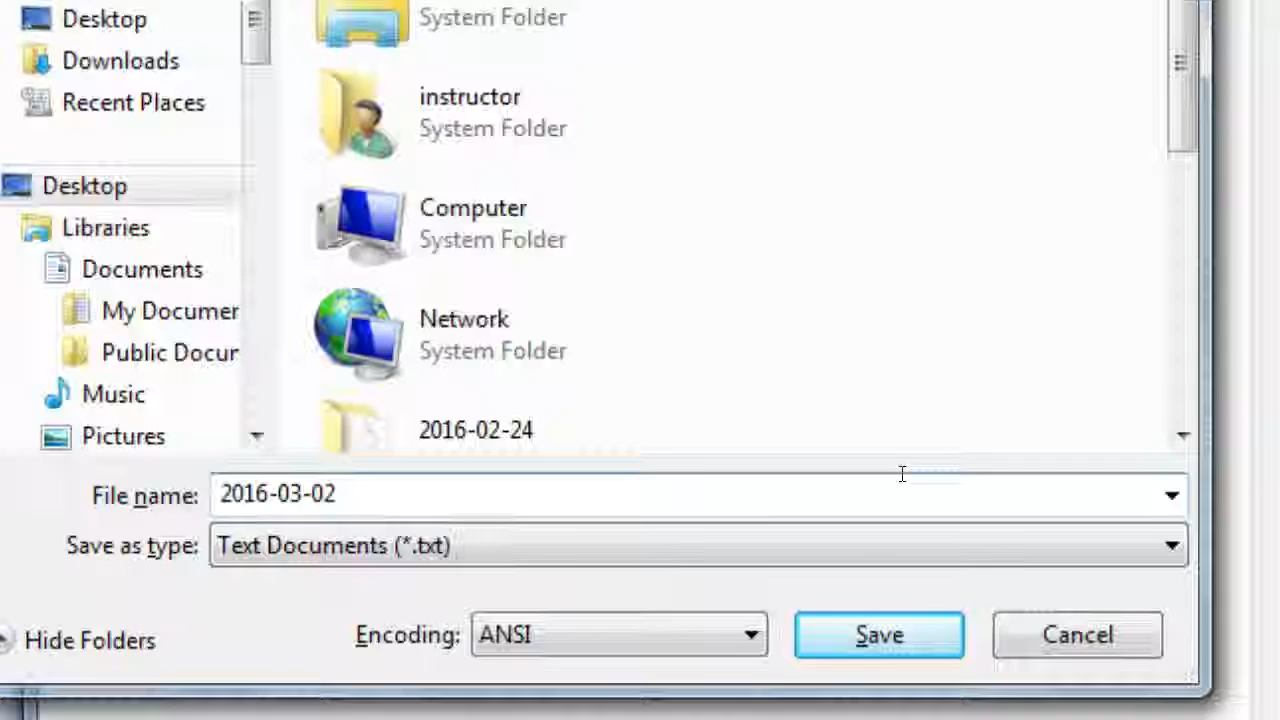 Desktop
Downloads
Recent Places
Desktop
Libraries
Documents
My Documer
Public Docur
Music
Pictures
System Folder
instructor
System Folder
Computer
System Folder
Network
System Folder
2016-02-24
File name: 2016-03-02
Save as type: Text Documents (*.txt)
Hide Folders Encoding: ANSI Save Cancel